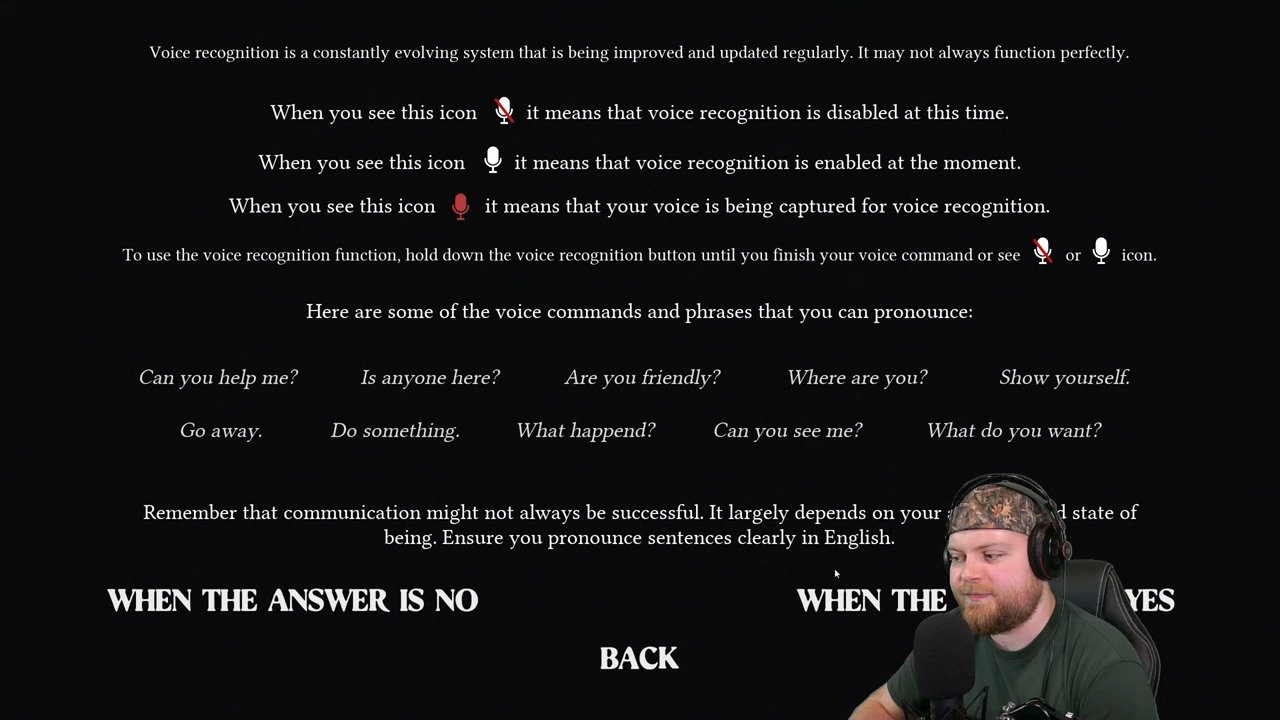 Voice recognition is a constantly evolving system that is being improved and updated regularly. It may not always function perfectly.
When you see this icon it means that voice recognition is disabled at this time.
When you see this icon it means that voice recognition is enabled at the moment.
When you see this icon it means that your voice is being captured for voice recognition.
To use the voice recognition function, hold down the voice recognition button until you finish your voice command or see or icon.
Here are some of the voice commands and phrases that you can pronounce:
Can you help me? Is anyone here? Are you friendly? Where are you? Show yourself.
Go away. Do something. What happend? Can you see me? What do you want?
Remember that communication might not always be successful. It largely depends on your state of
being. Ensure you pronounce sentences clearly in English.
WHEN THE ANSWER IS NO WHEN THE YES
BACK